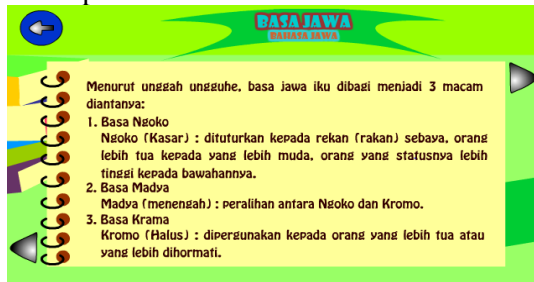 BASA JAWA
BAHASA JAWA
Menurut unggah ungguhe, basa jawa iku dibagi menjadi 3 macam
diantanya:
1. Basa Ngoko
Ngoko (Kasar) : dituturkan kepada rekan (rakan) sebaya, orang
lebih tua kepada yang lebih muda, orang yang statusnya lebih
tinggi kepada bawahannya.
2. Basa Madya
Madya (menengah) : peralihan antara Ngoko dan Kromo.
3. Basa Krama
Kromo (Halus) : dipergunakan kepada orang yang lebih tua atau
yang lebih dihormati.